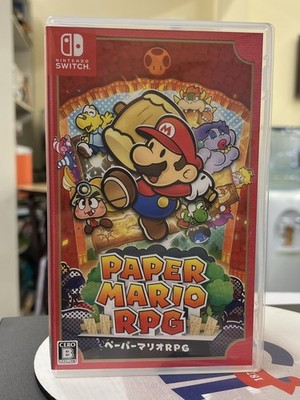 NINTENDO
SWITCH
M
PAPER
MARIO
RPG
ペーパーマリオRPG
CERO
B